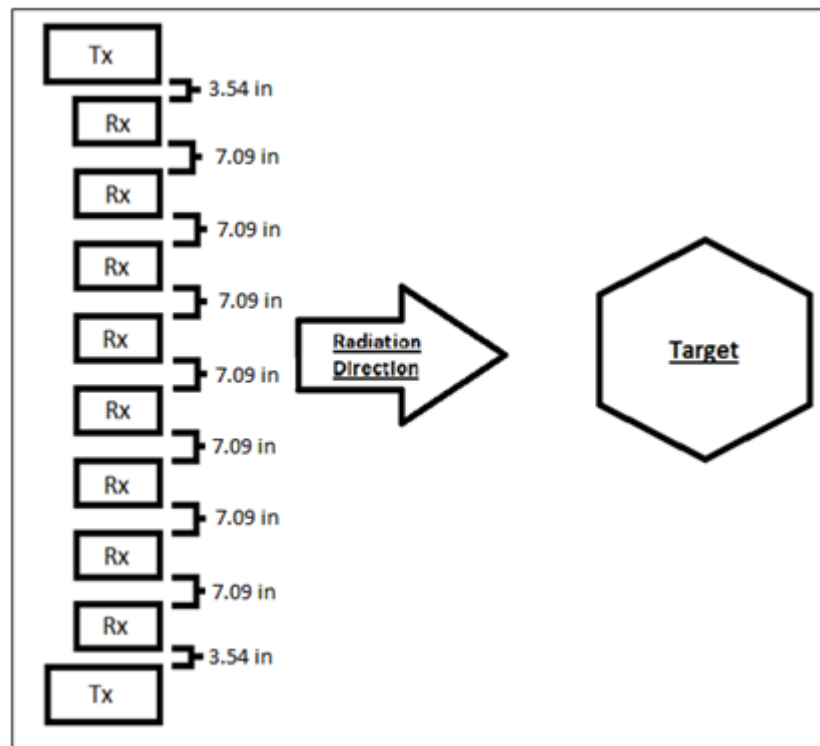 Tx
3.54 in
Rx
7.09 in
Rx
7.09 in
Rx
7.09 in
Rx
7.09 in
Rx
7.09 in
Rx
7.09 in
Rx
7.09 in
Rx
3.54 in
Tx
Radiation
Direction
Target